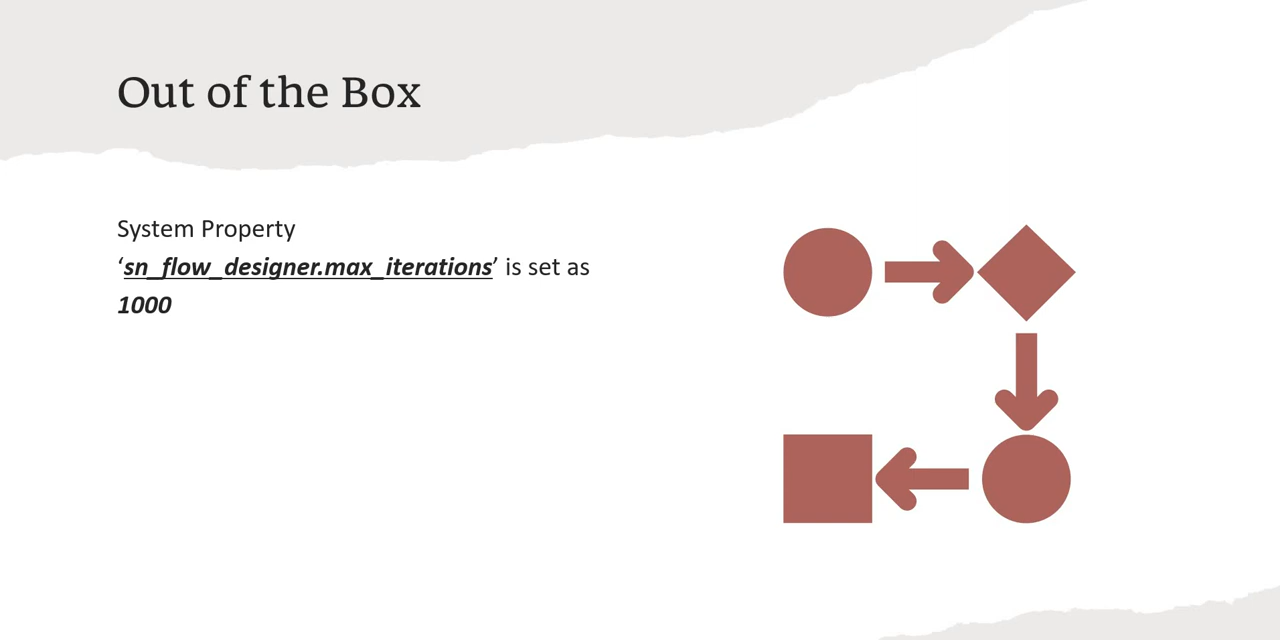 Out of the Box
System Property
‘sn_flow_designer.max_iterations’ is set as
1000